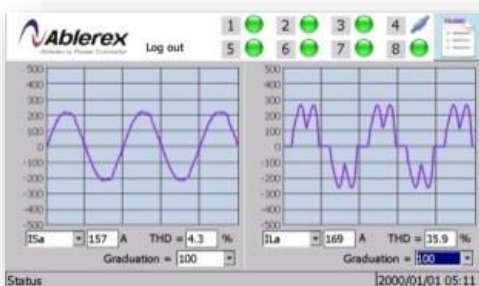 Ablerex
Log out
1 2 3 4
5 6 7 8
500 500
400 400
300 300
200 200
100 100
0 0
-100 -100
-200 -200
-300 -300
-400 -400
-500 -500
ISa 157 A THD = 4.3 % ILa 169 A THD = 35.9 %
Graduation = 100 Graduation = 100
Status 2000/01/01 05:11